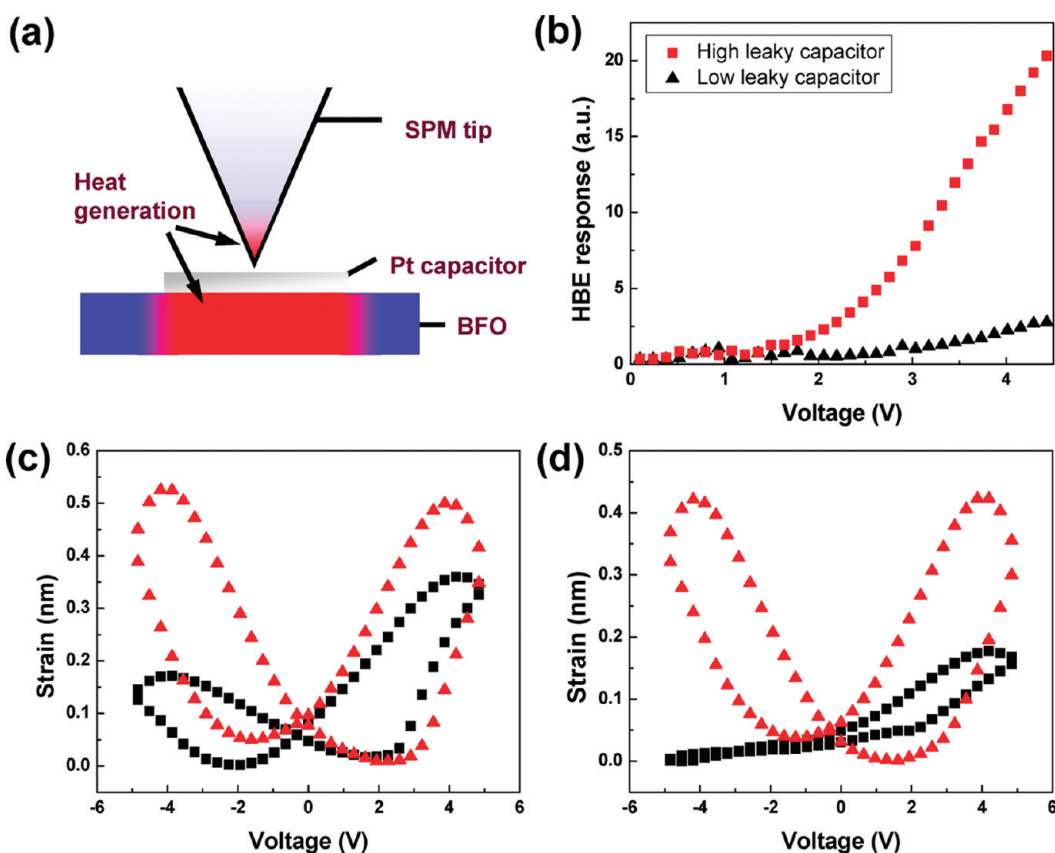 (a)
SPM tip
Heat
generation
Pt capacitor
BFO
(b)
High leaky capacitor
Low leaky capacitor
HBE response (a.u.)
20
15
10
5
0
0 1 2 3 4
Voltage (V)
(c)
Strain (nm)
0.6
0.5
0.4
0.3
0.2
0.1
0.0
-6 -4 -2 0 2 4 6
Voltage (V)
(d)
Strain (nm)
0.5
0.4
0.3
0.2
0.1
0.0
-6 -4 -2 0 2 4 6
Voltage (V)